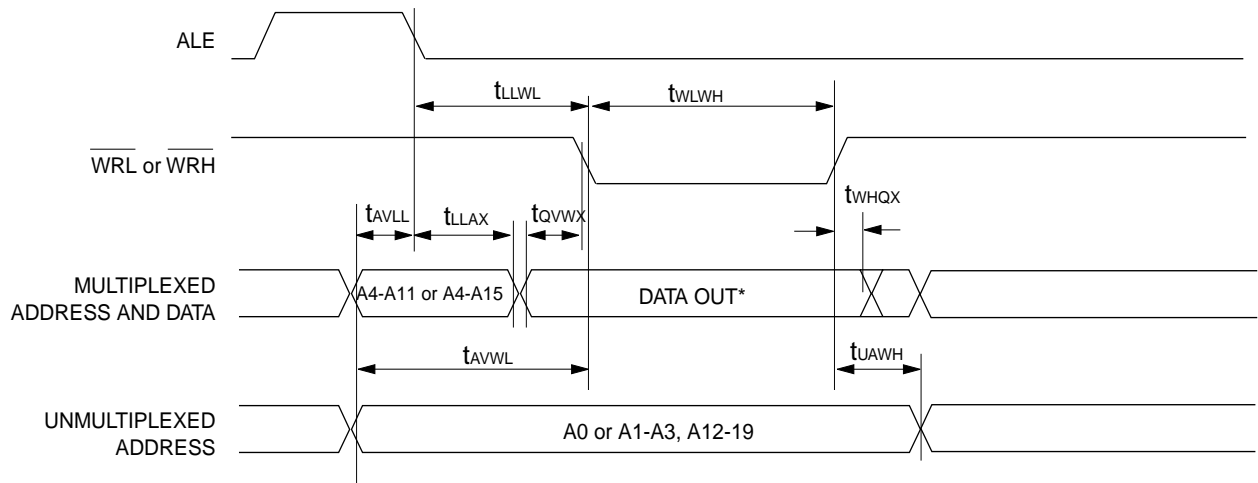 ALE
tLLWL
tWLWH
WRL or WRH
tWHQX
tAVLL
tLLAX
tQVWX
MULTIPLEXED
ADDRESS AND DATA
A4-A11 or A4-A15
DATA OUT*
tAVWL
tUAWH
UNMULTIPLEXED
ADDRESS
A0 or A1-A3, A12-19